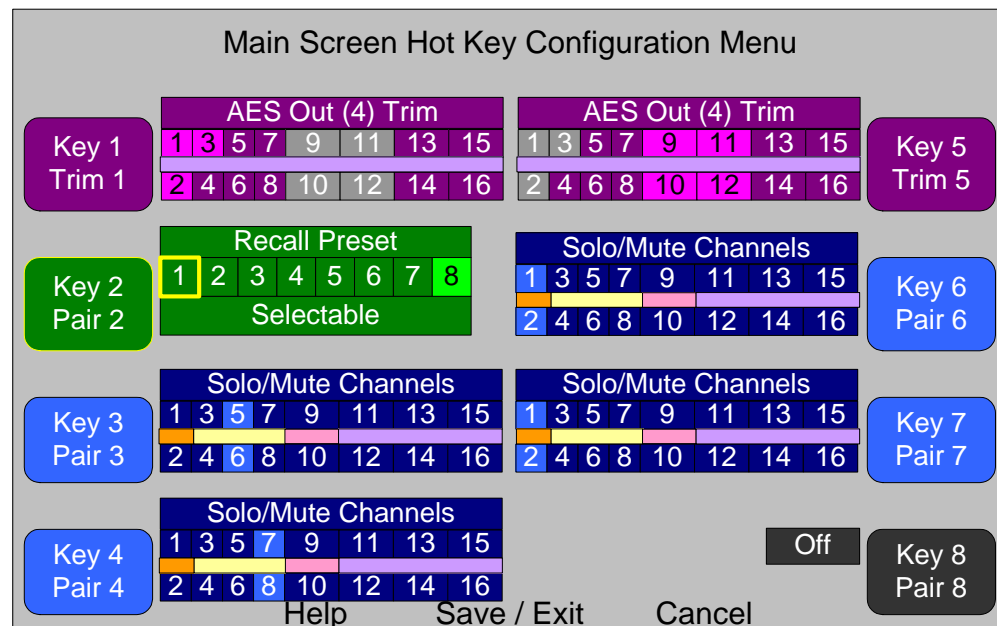 Main Screen Hot Key Configuration Menu
Key 1
Trim 1
AES Out (4) Trim
1 3 5 7 9 11 13 15
2 4 6 8 10 12 14 16
AES Out (4) Trim
1 3 5 7 9 11 13 15
2 4 6 8 10 12 14 16
Key 5
Trim 5
Key 2
Pair 2
Recall Preset
1 2 3 4 5 6 7 8
Selectable
Solo/Mute Channels
1 3 5 7 9 11 13 15
2 4 6 8 10 12 14 16
Key 6
Pair 6
Key 3
Pair 3
Solo/Mute Channels
1 3 5 7 9 11 13 15
2 4 6 8 10 12 14 16
Solo/Mute Channels
1 3 5 7 9 11 13 15
2 4 6 8 10 12 14 16
Key 7
Pair 7
Key 4
Pair 4
Solo/Mute Channels
1 3 5 7 9 11 13 15
2 4 6 8 10 12 14 16
Off
Key 8
Pair 8
Help Save / Exit Cancel